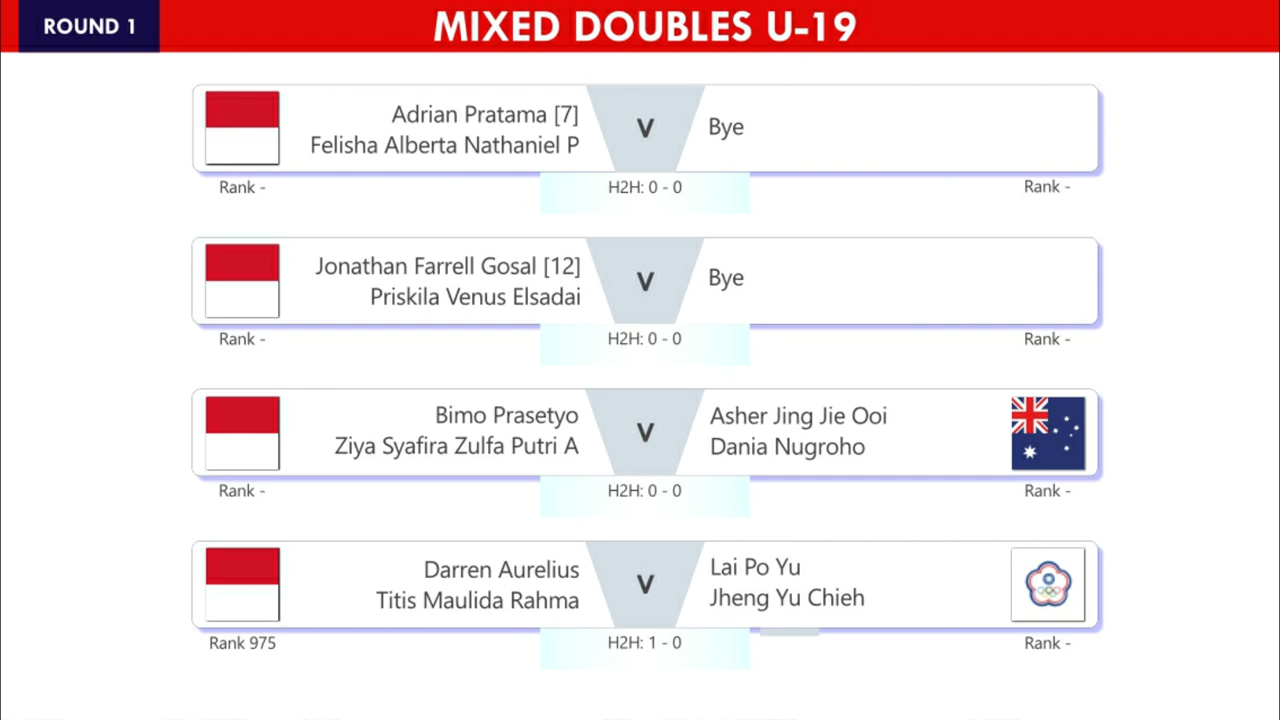 ROUND 1
MIXED DOUBLES U-19
Adrian Pratama [7]
Felisha Alberta Nathaniel P
V
Bye
Rank -
H2H: 0 - 0
Rank -
Jonathan Farrell Gosal [12]
Priskila Venus Elsadai
V
Bye
Rank -
H2H: 0 - 0
Rank -
Bimo Prasetyo
Ziya Syafira Zulfa Putri A
V
Asher Jing Jie Ooi
Dania Nugroho
Rank -
H2H: 0 - 0
Rank -
Darren Aurelius
Titis Maulida Rahma
V
Lai Po Yu
Jheng Yu Chieh
Rank 975
H2H: 1 - 0
Rank -